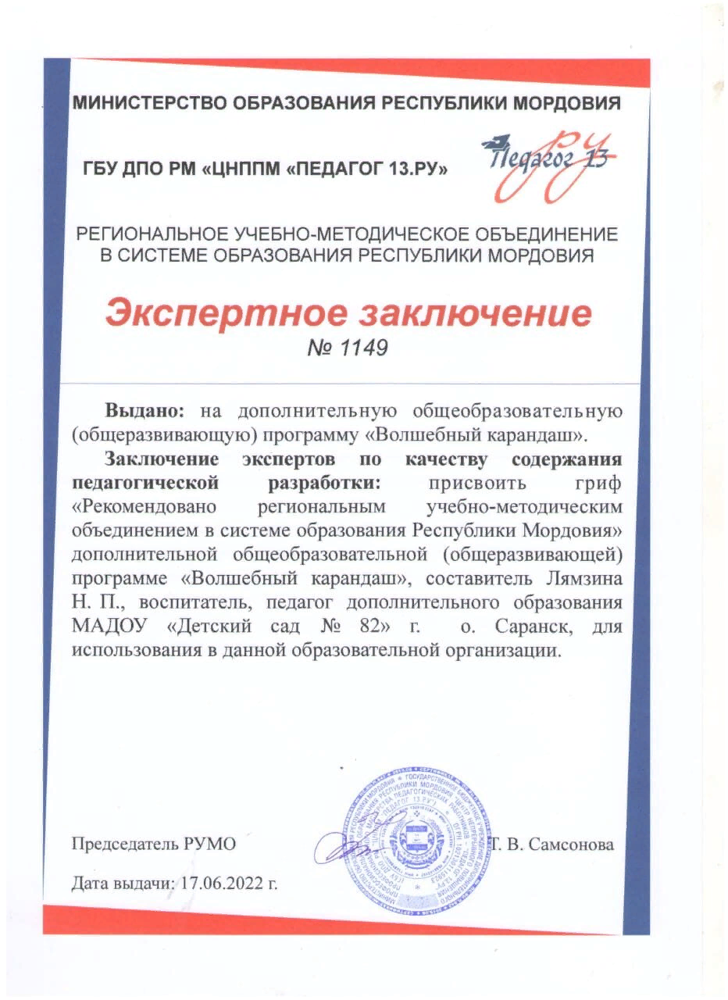 МИНИСТЕРСТВО ОБРАЗОВАНИЯ РЕСПУБЛИКИ МОРДОВИЯ
Педагог 13 ру
ГБУ ДПО РМ «ЦНППМ «ПЕДАГОГ 13.РУ»
РЕГИОНАЛЬНОЕ УЧЕБНО-МЕТОДИЧЕСКОЕ ОБЪЕДИНЕНИЕ
В СИСТЕМЕ ОБРАЗОВАНИЯ РЕСПУБЛИКИ МОРДОВИЯ
Экспертное заключение
№ 1149
Выдано: на дополнительную общеобразовательную
(общеразвивающую) программу «Волшебный карандаш».
Заключение экспертов по качеству содержания
педагогической разработки: присвоить гриф
«Рекомендовано региональным учебно-методическим
объединением в системе образования Республики Мордовия»
дополнительной общеобразовательной (общеразвивающей)
программе «Волшебный карандаш», составитель Лямзина
Н. П., воспитатель, педагог дополнительного образования
МАДОУ «Детский сад № 82» г. о. Саранск, для
использования в данной образовательной организации.
Председатель РУМО Т. В. Самсонова
Дата выдачи: 17.06.2022 г.